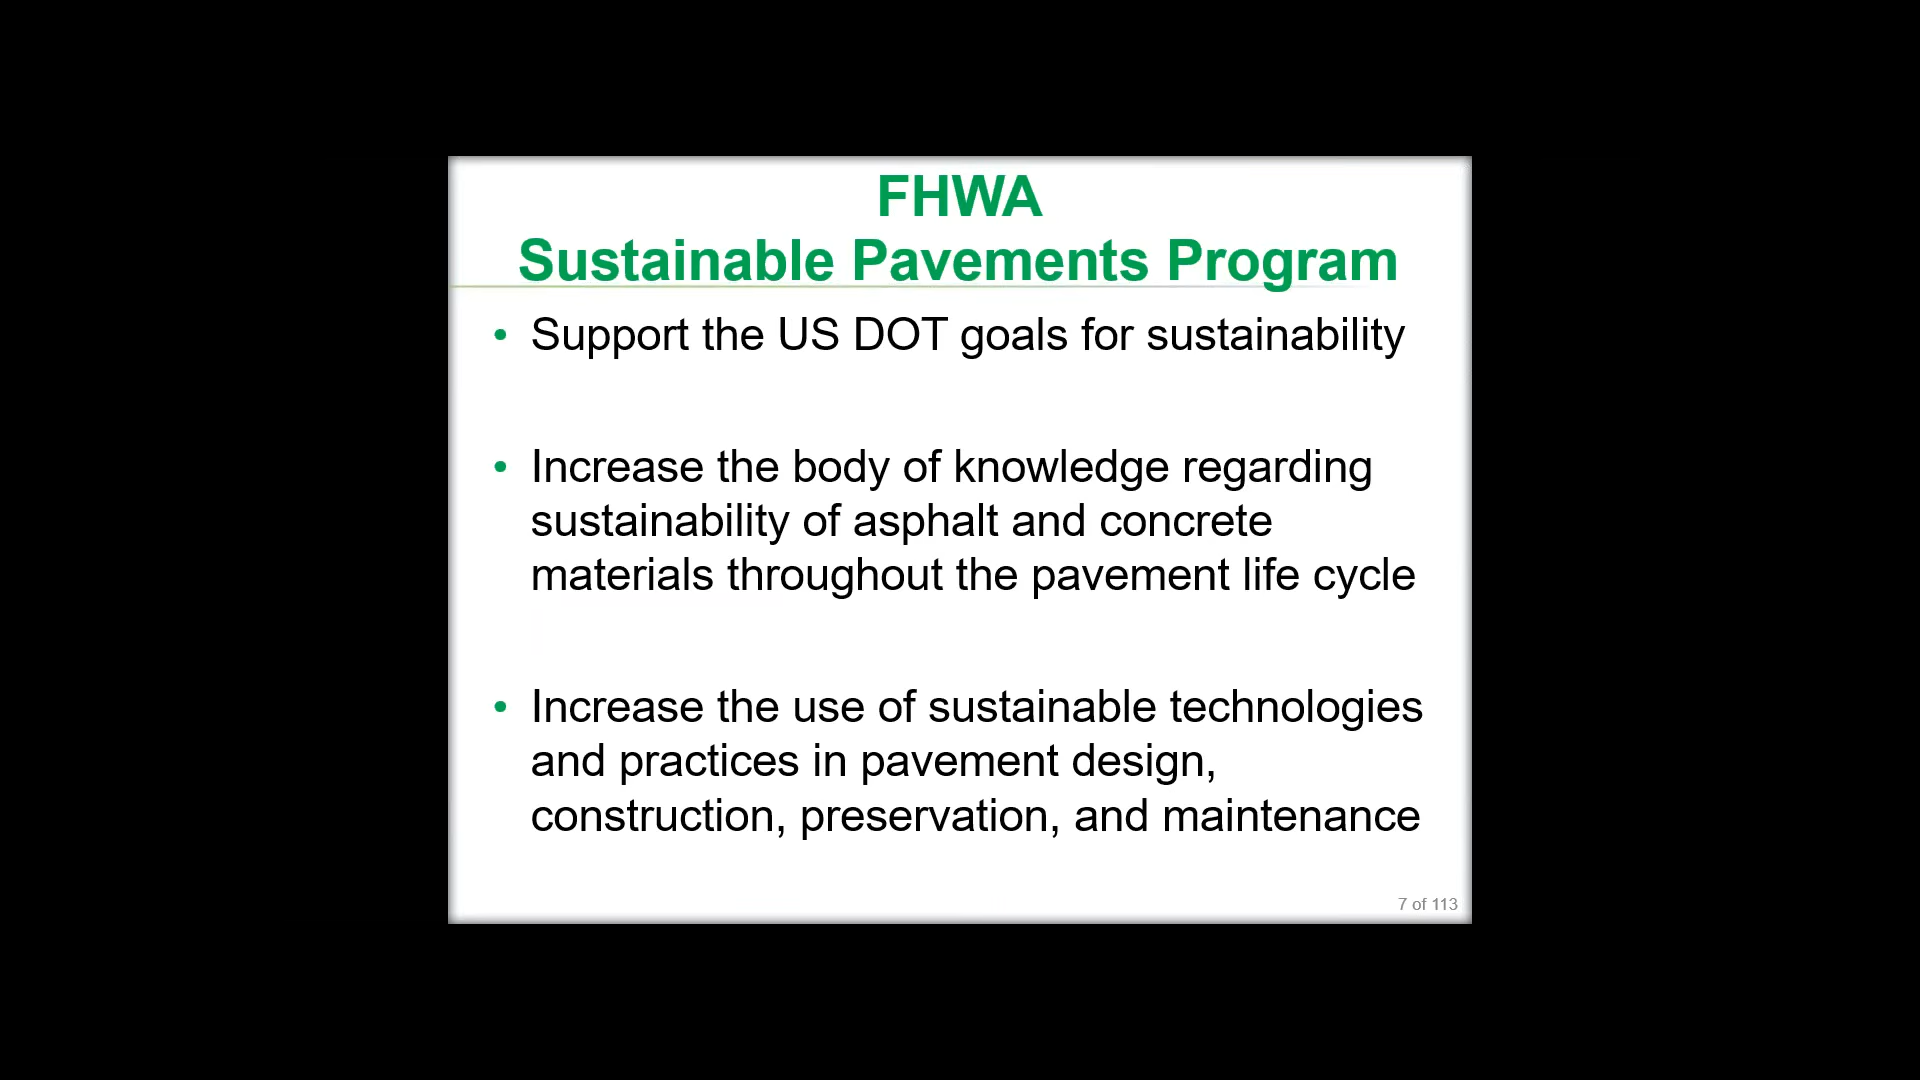 FHWA
Sustainable Pavements Program
• Support the US DOT goals for sustainability
• Increase the body of knowledge regarding
sustainability of asphalt and concrete
materials throughout the pavement life cycle
• Increase the use of sustainable technologies
and practices in pavement design,
construction, preservation, and maintenance
7 of 113